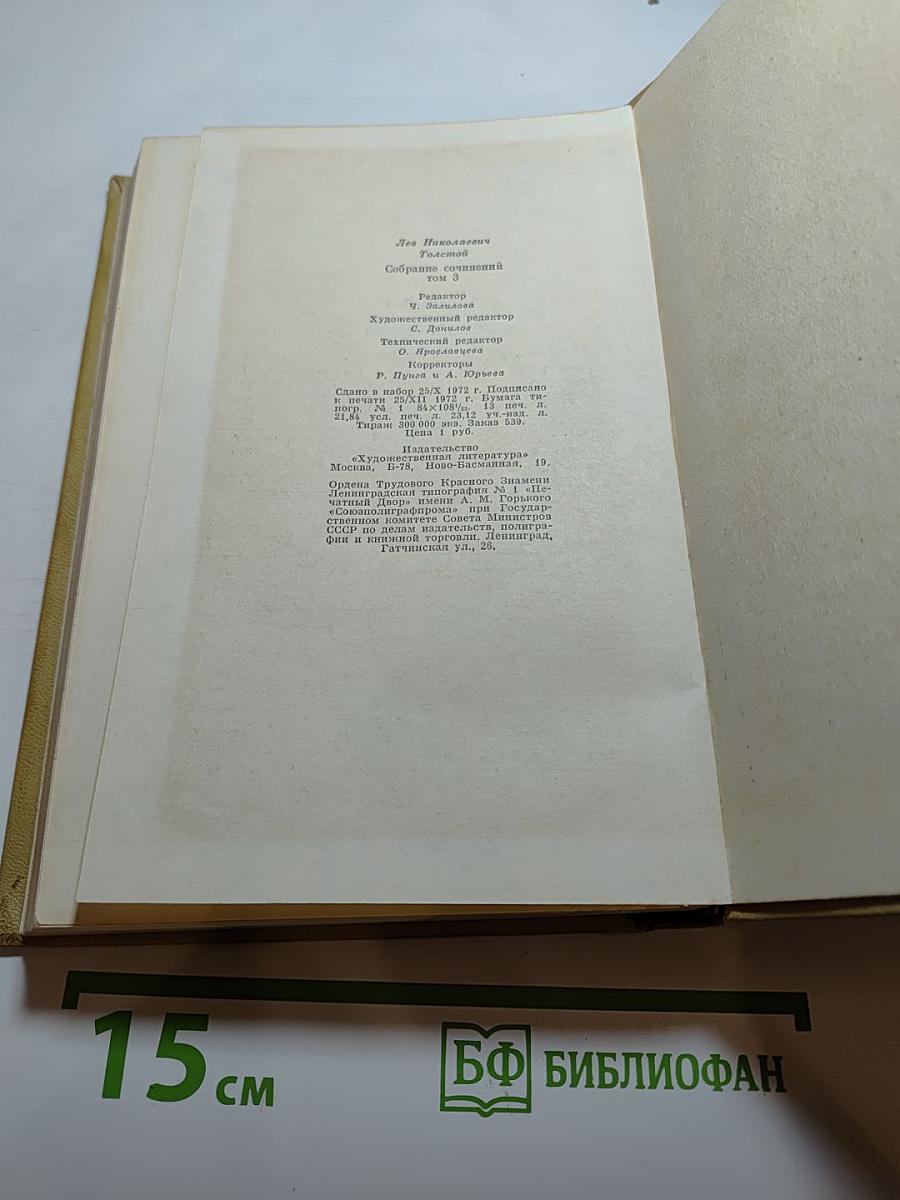 Лев Николаевич
Толстой
Собрание сочинений
том 3
Редактор
Ч. Залилова
Художественный редактор
С. Данилов
Технический редактор
О. Ярославцева
Корректоры
Р. Пунга и А. Юрьева
Сдано в набор 25/X 1972 г. Подписано
к печати 25/XII 1972 г. Бумага ти-
погр. № 1 84×108¹/₃₂. 13 печ. л.
21,84 усл. печ. л. 23,12 уч.-изд. л.
Тираж 300 000 экз. Заказ 539.
Цена 1 руб.
Издательство
«Художественная литература»
Москва, Б-78, Ново-Басманная, 19.
Ордена Трудового Красного Знамени
Ленинградская типография № 1 «Пе-
чатный Двор» имени А. М. Горького
«Союзполиграфпрома» при Государ-
ственном комитете Совета Министров
СССР по делам издательств, полигра-
фии и книжной торговли. Ленинград,
Гатчинская ул., 26.
15 см
БФ БИБЛИОФАН